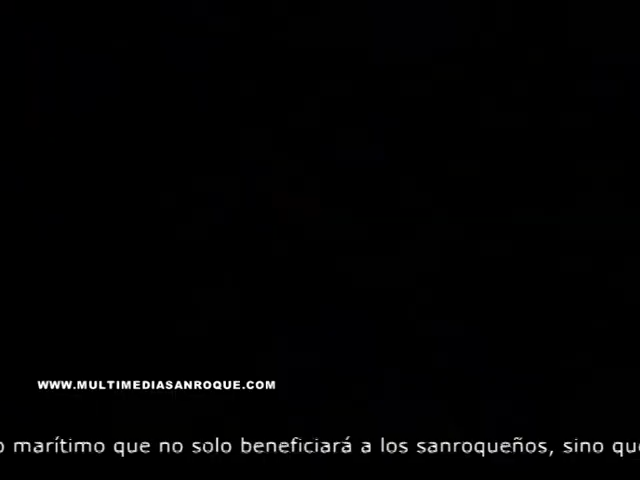 WWW.MULTIMEDIASANROQUE.COM
o marítimo que no solo beneficiará a los sanroqueños, sino que